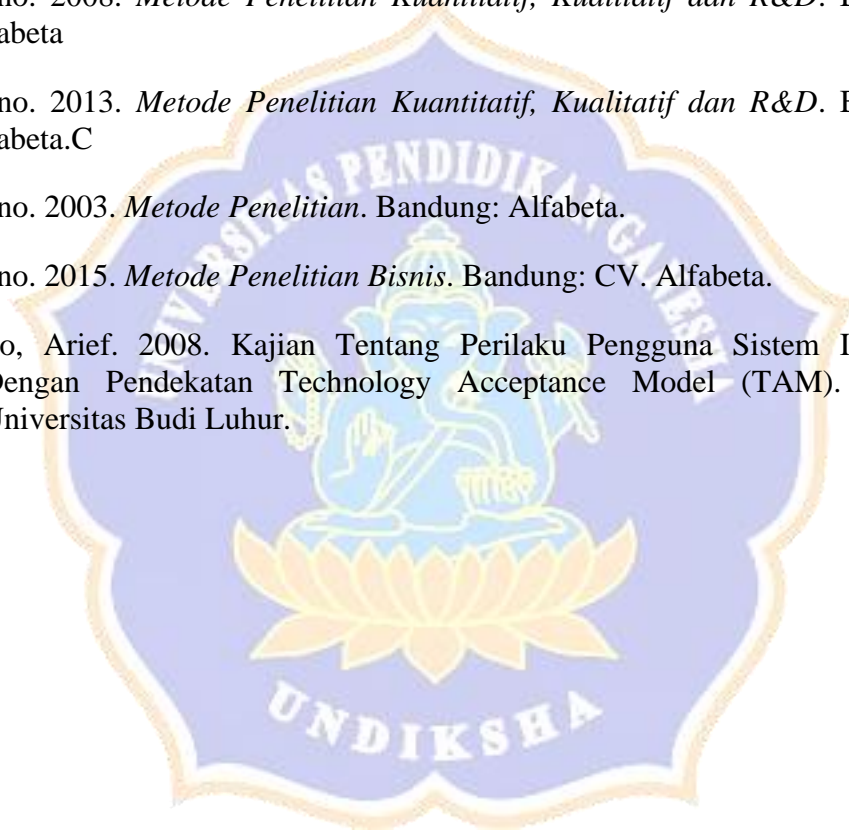 no. 2008. Metode Penelitian Kuantitatif, Kualitatif dan R&D.
abeta
no. 2013. Metode Penelitian Kuantitatif, Kualitatif dan R&D.
abeta.C
no. 2003. Metode Penelitian. Bandung: Alfabeta.
no. 2015. Metode Penelitian Bisnis. Bandung: CV. Alfabeta.
o, Arief. 2008. Kajian Tentang Perilaku Pengguna Sistem
Dengan Pendekatan Technology Acceptance Model (TAM).
Universitas Budi Luhur.
UNIVERSITAS PENDIDIKAN GANESHA
UNDIKSHA